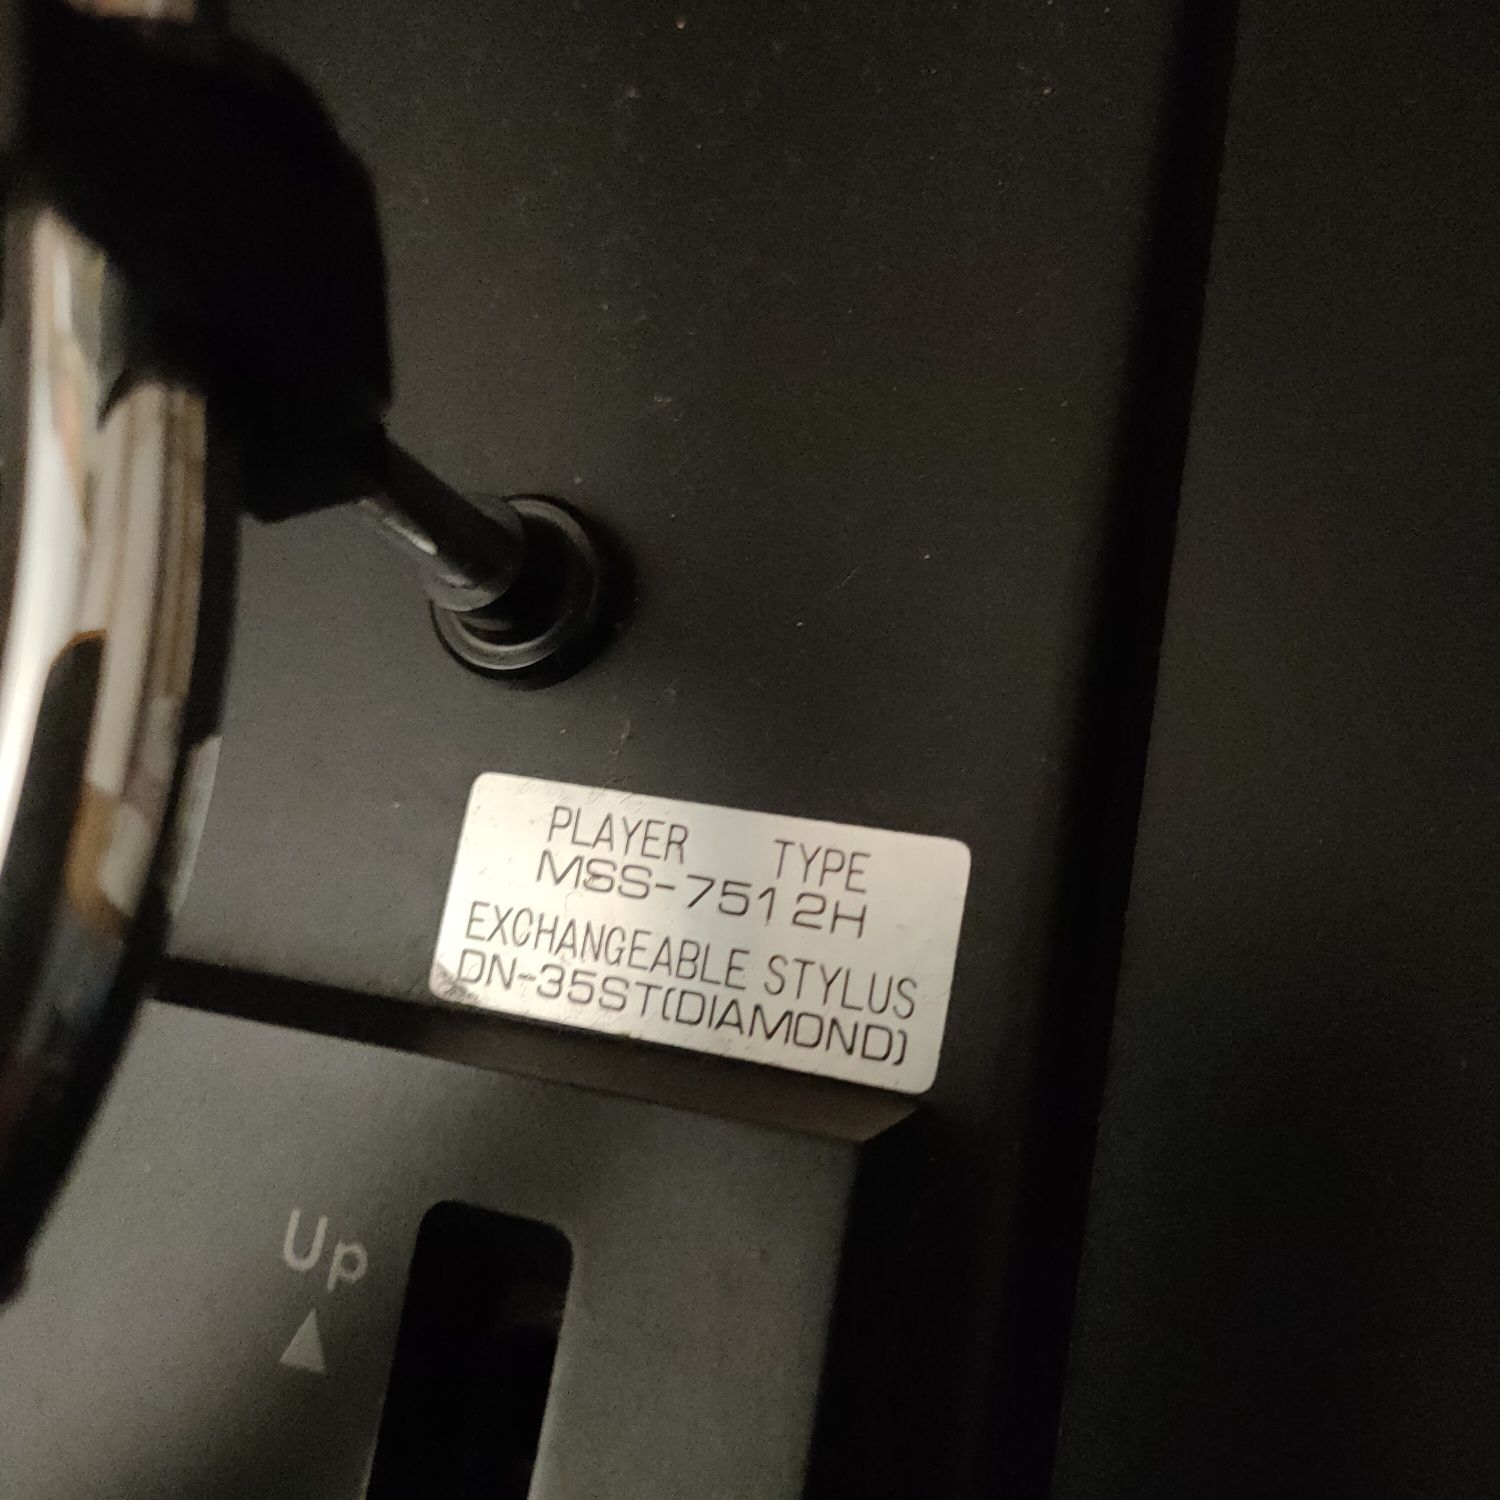 PLAYER TYPE
MSS-7512H
EXCHANGEABLE STYLUS
DN-35ST(DIAMOND)
Up